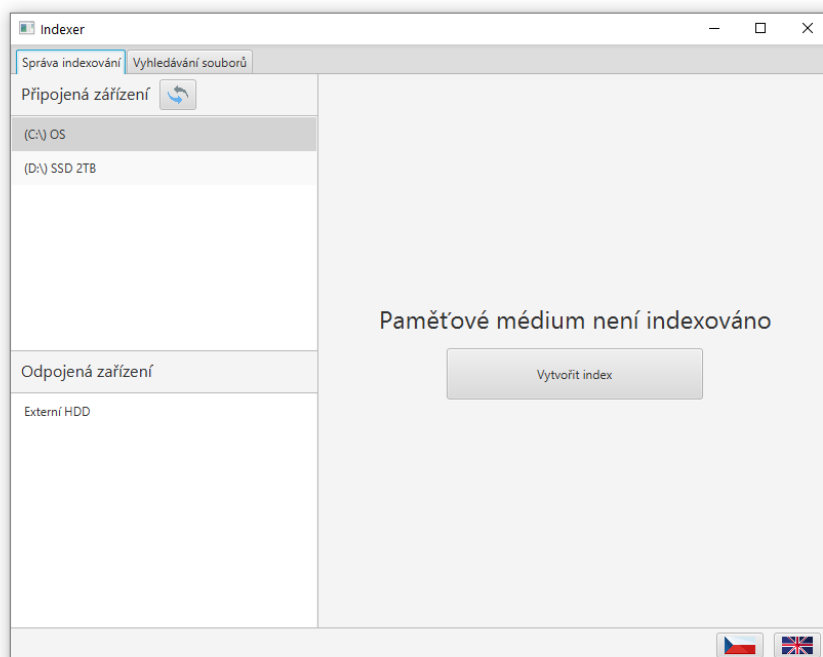 Indexer
Správa indexování Vyhledávání souborů
Připojená zářízení
(C:\) OS
(D:\) SSD 2TB
Paměťové médium není indexováno
Vytvořit index
Odpojená zařízení
Externí HDD